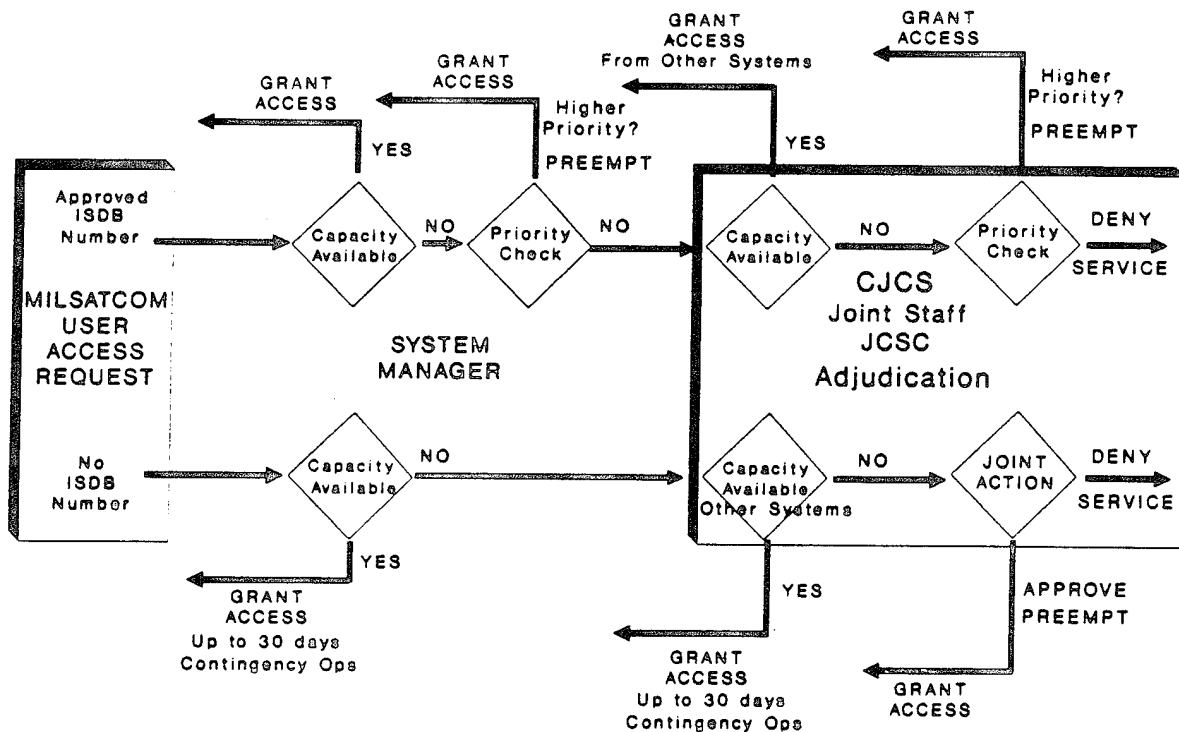 GRANT
ACCESS
From Other Systems
GRANT
ACCESS
GRANT
ACCESS
GRANT
ACCESS
Higher
Priority?
PREEMPT
Higher
Priority?
PREEMPT
YES
YES
Approved
ISDB
Number
Capacity
Available
NO
Priority
Check
NO
Capacity
Available
NO
Priority
Check
DENY
SERVICE
MILSATCOM
USER
ACCESS
REQUEST
SYSTEM
MANAGER
CJCS
Joint Staff
JCSC
Adjudication
No
ISDB
Number
Capacity
Available
NO
Capacity
Available
Other Systems
NO
JOINT
ACTION
DENY
SERVICE
YES
GRANT
ACCESS
Up to 30 days
Contingency Ops
YES
GRANT
ACCESS
Up to 30 days
Contingency Ops
APPROVE
PREEMPT
GRANT
ACCESS